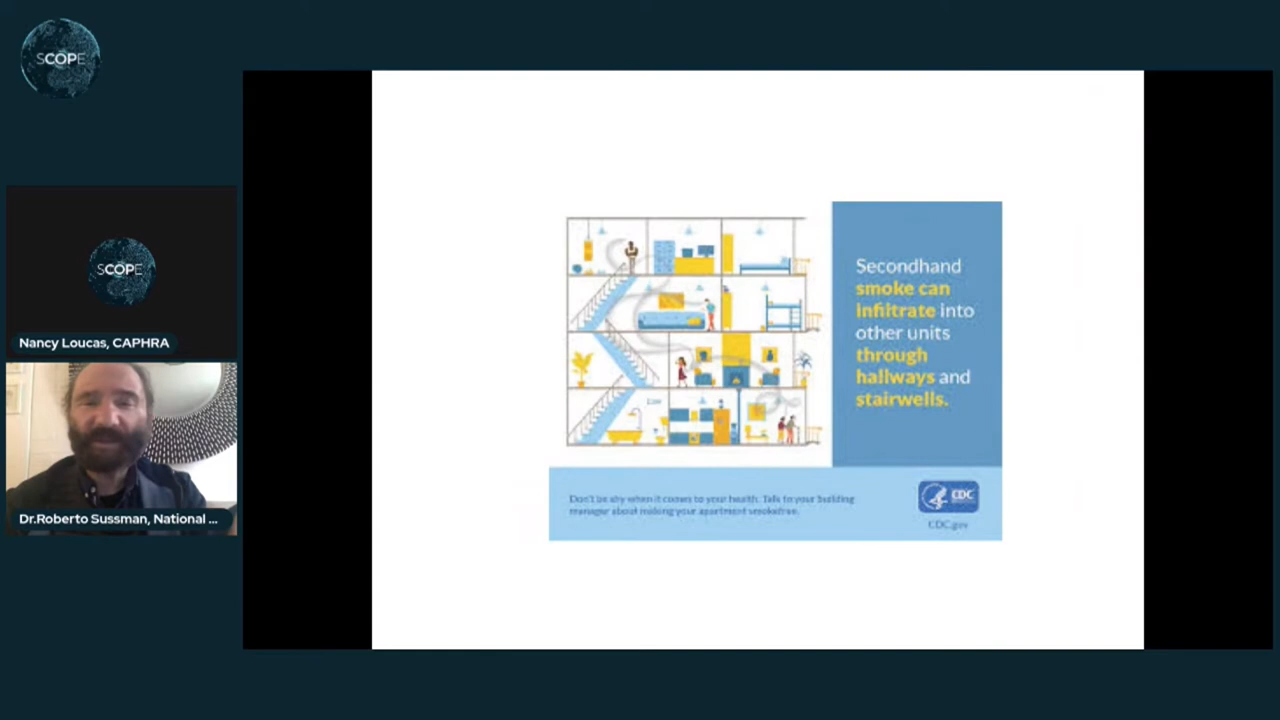 SCOPE
SCOPE
Nancy Loucas, CAPHRA
Dr.Roberto Sussman, National ...
Secondhand
smoke can
infiltrate into
other units
through
hallways and
stairwells.
Don't be shy when it comes to your health. Talk to your building
manager about making your apartment smokefree.
CDC
CDC.gov